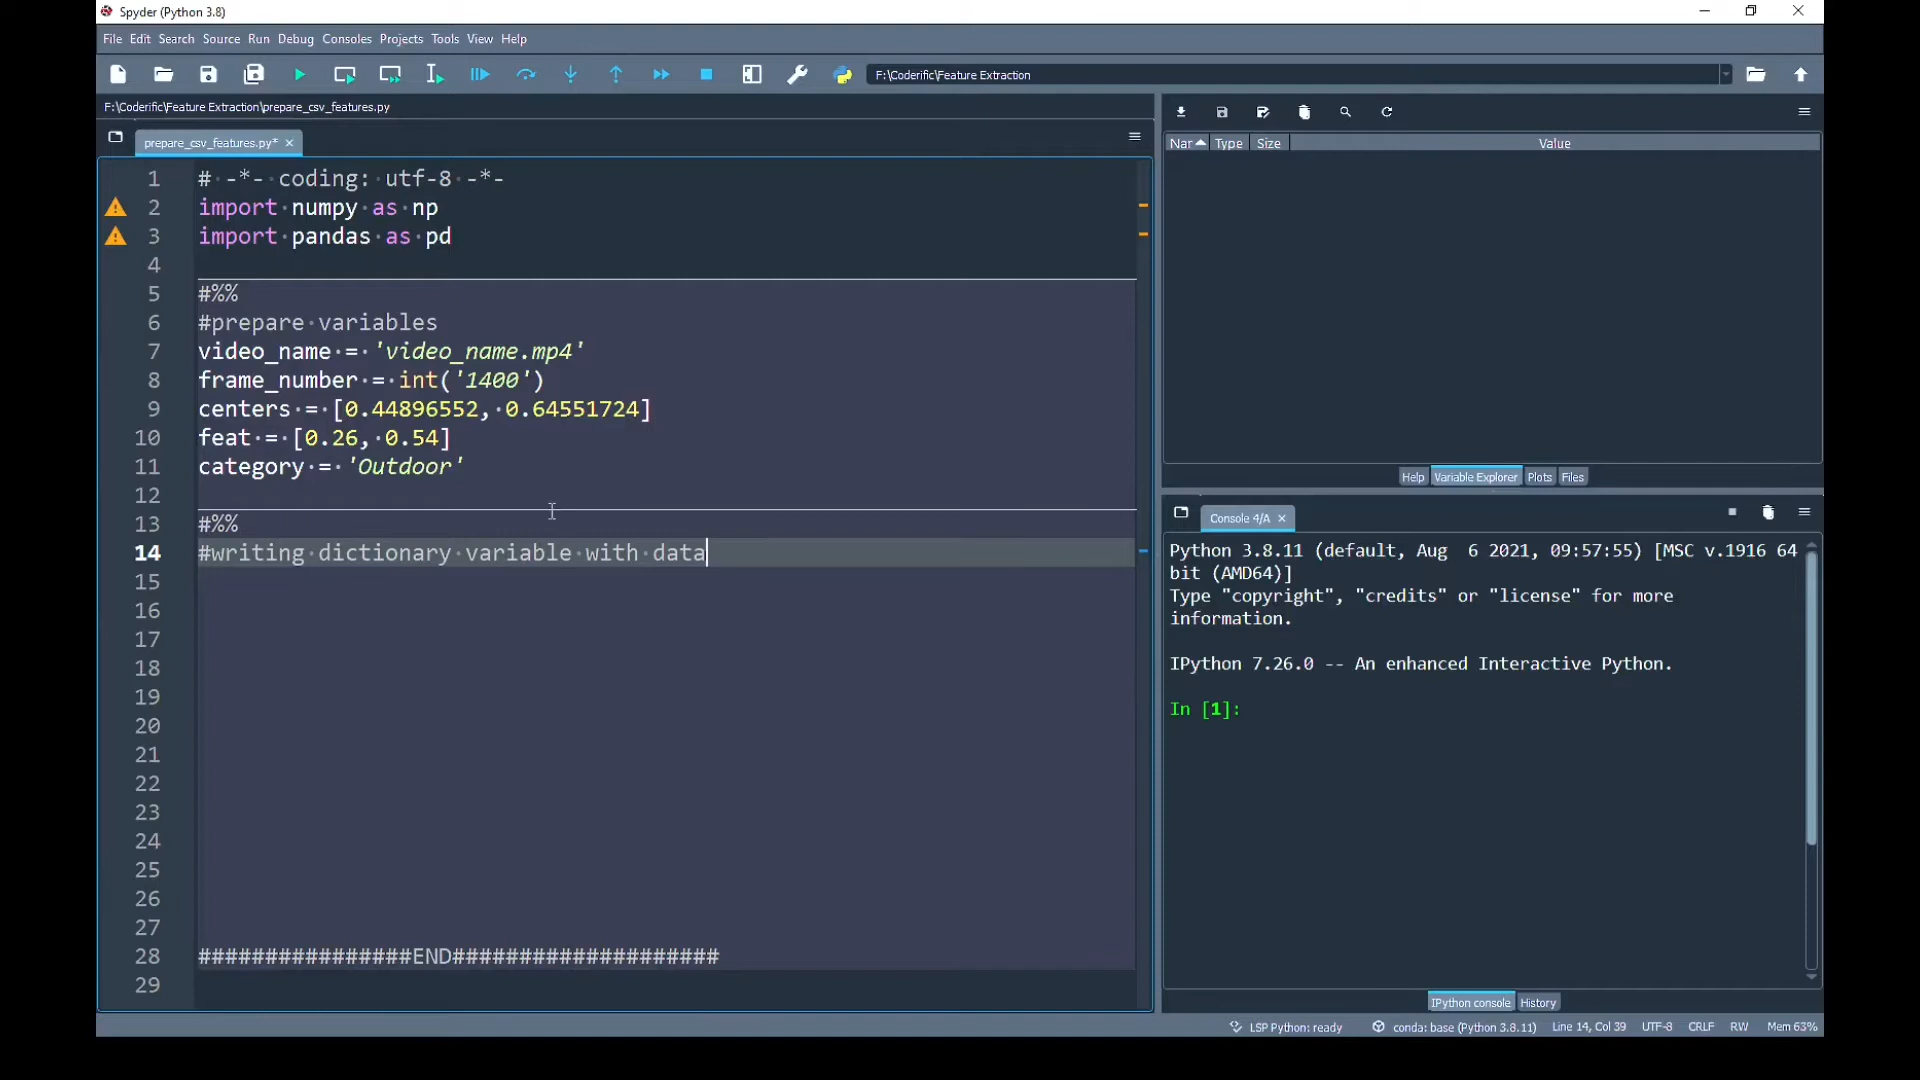 Spyder (Python 3.8)
File Edit Search Source Run Debug Consoles Projects Tools View Help
F:\Coderific\Feature Extraction
F:\Coderific\Feature Extraction\prepare_csv_features.py
prepare_csv_features.py*
1 # -*- coding: utf-8 -*-
2 import numpy as np
3 import pandas as pd
4
5 #%%
6 #prepare variables
7 video_name = 'video_name.mp4'
8 frame_number = int('1400')
9 centers = [0.44896552, 0.64551724]
10 feat = [0.26, 0.54]
11 category = 'Outdoor'
12
13 #%%
14 #writing dictionary variable with data
15
16
17
18
19
20
21
22
23
24
25
26
27
28 ################END####################
29
Nar Type Size Value
Help Variable Explorer Plots Files
Console 4/A
Python 3.8.11 (default, Aug 6 2021, 09:57:55) [MSC v.1916 64
bit (AMD64)]
Type "copyright", "credits" or "license" for more
information.
IPython 7.26.0 -- An enhanced Interactive Python.
In [1]:
IPython console History
LSP Python: ready conda: base (Python 3.8.11) Line 14, Col 39 UTF-8 CRLF RW Mem 63%